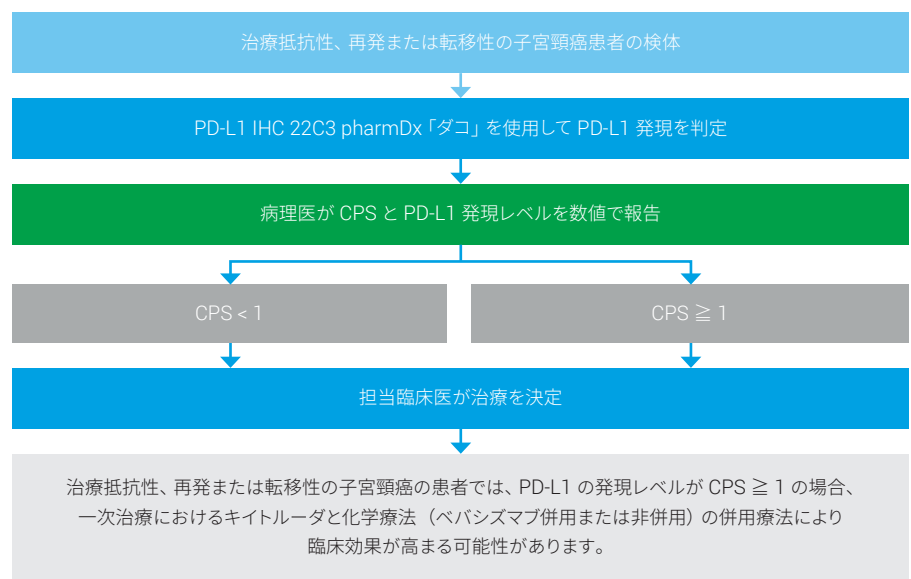 治療抵抗性、再発または転移性の子宮頸癌患者の検体
PD-L1 IHC 22C3 pharmDx「ダコ」を使用して PD-L1 発現を判定
病理医が CPS と PD-L1 発現レベルを数値で報告
CPS < 1
CPS ≧ 1
担当臨床医が治療を決定
治療抵抗性、再発または転移性の子宮頸癌の患者では、PD-L1 の発現レベルが CPS ≧ 1 の場合、
一次治療におけるキイトルーダと化学療法（ベバシズマブ併用または非併用）の併用療法により
臨床効果が高まる可能性があります。